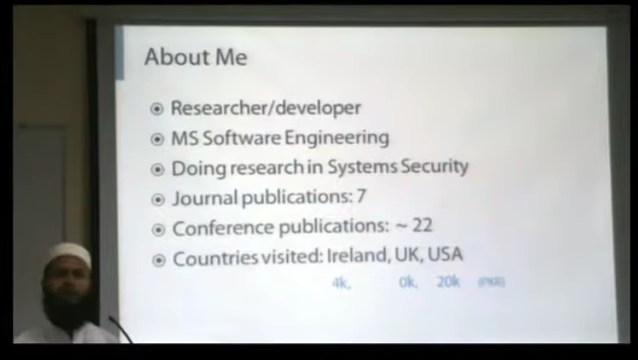 About Me
Researcher/developer
MS Software Engineering
Doing research in Systems Security
Journal publications: 7
Conference publications: ~ 22
Countries visited: Ireland, UK, USA
4k, 0k, 20k (PKR)